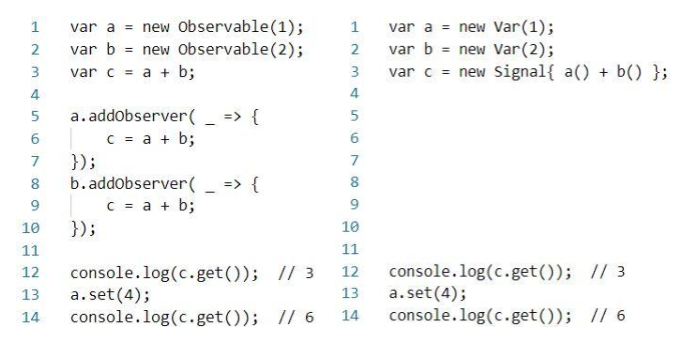 1 var a = new Observable(1);
2 var b = new Observable(2);
3 var c = a + b;
4
5 a.addObserver( _ => {
6 c = a + b;
7 });
8 b.addObserver( _ => {
9 c = a + b;
10 });
11
12 console.log(c.get()); // 3
13 a.set(4);
14 console.log(c.get()); // 6
1 var a = new Var(1);
2 var b = new Var(2);
3 var c = new Signal{ a() + b() };
4
5
6
7
8
9
10
11
12 console.log(c.get()); // 3
13 a.set(4);
14 console.log(c.get()); // 6